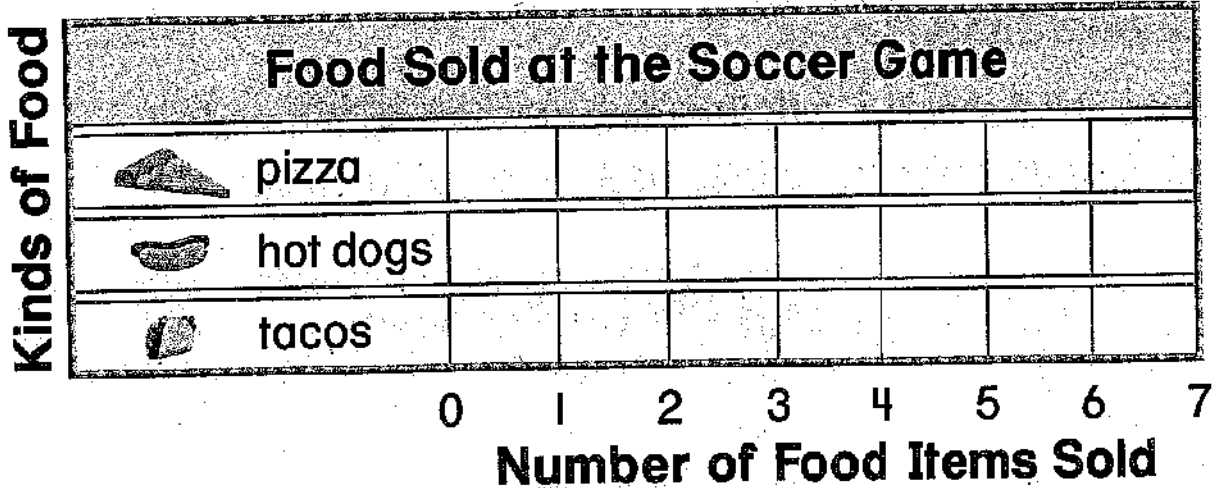 Food Sold at the Soccer Game
Kinds of Food
pizza
hot dogs
tacos
0 1 2 3 4 5 6 7
Number of Food Items Sold